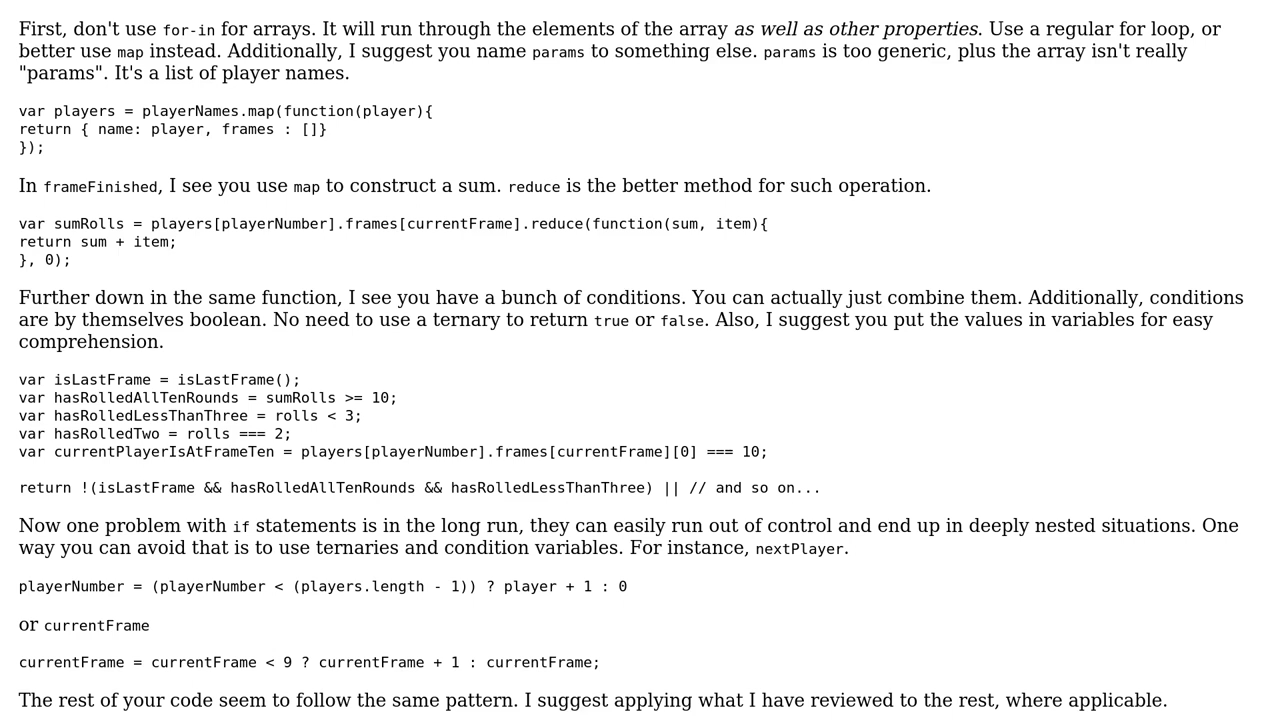 First, don't use for-in for arrays. It will run through the elements of the array as well as other properties. Use a regular for loop, or
better use map instead. Additionally, I suggest you name params to something else. params is too generic, plus the array isn't really
"params". It's a list of player names.
var players = playerNames.map(function(player){
return { name: player, frames : []}
});
In frameFinished, I see you use map to construct a sum. reduce is the better method for such operation.
var sumRolls = players[playerNumber].frames[currentFrame].reduce(function(sum, item){
return sum + item;
}, 0);
Further down in the same function, I see you have a bunch of conditions. You can actually just combine them. Additionally, conditions
are by themselves boolean. No need to use a ternary to return true or false. Also, I suggest you put the values in variables for easy
comprehension.
var isLastFrame = isLastFrame();
var hasRolledAllTenRounds = sumRolls >= 10;
var hasRolledLessThanThree = rolls < 3;
var hasRolledTwo = rolls === 2;
var currentPlayerIsAtFrameTen = players[playerNumber].frames[currentFrame][0] === 10;
return !(isLastFrame && hasRolledAllTenRounds && hasRolledLessThanThree) || // and so on...
Now one problem with if statements is in the long run, they can easily run out of control and end up in deeply nested situations. One
way you can avoid that is to use ternaries and condition variables. For instance, nextPlayer.
playerNumber = (playerNumber < (players.length - 1)) ? player + 1 : 0
or currentFrame
currentFrame = currentFrame < 9 ? currentFrame + 1 : currentFrame;
The rest of your code seem to follow the same pattern. I suggest applying what I have reviewed to the rest, where applicable.